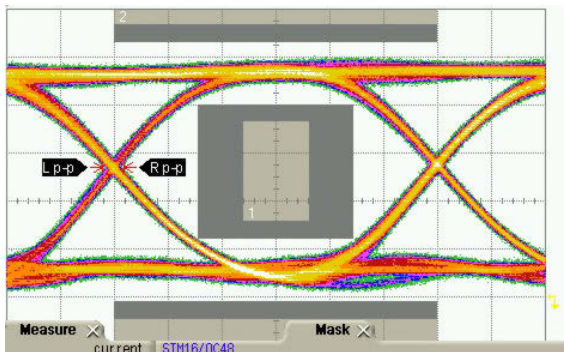 2
L p-p R p-p
1
Measure Mask
current STM16/OC48